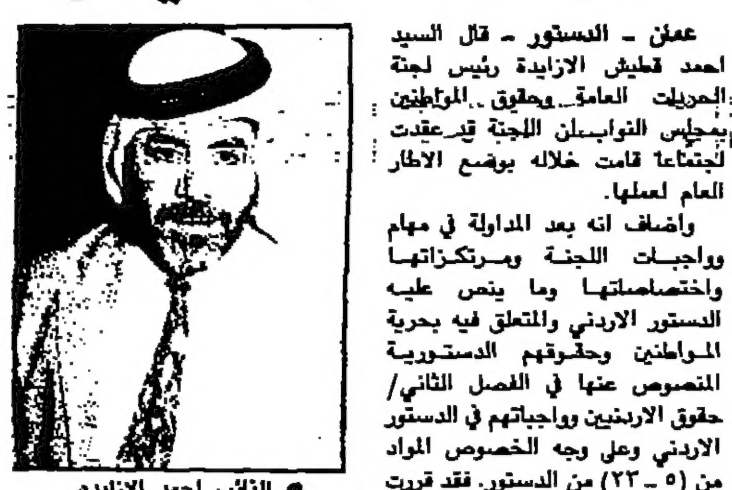 عمان - الدستور - قال السيد
احمد قطيش الازايدة رئيس لجنة
الحريات العامة وحقوق المواطنين
بمجلس النواب ان اللجنة قد عقدت
اجتماعا قامت خلاله بوضع الاطار
العام لعملها.
واضاف انه بعد المداولة في مهام
وواجبات اللجنة ومرتكزاتها
واختصاصاتها وما ينص عليه
الدستور الاردني والمتعلق فيه بحرية
المواطنين وحقوقهم الدستورية
المنصوص عنها في الفصل الثاني/
حقوق الاردنيين وواجباتهم في الدستور
الاردني وعلى وجه الخصوص المواد
من (٥ - ٢٣) من الدستور. فقد قررت
● النائب احمد الازايدة